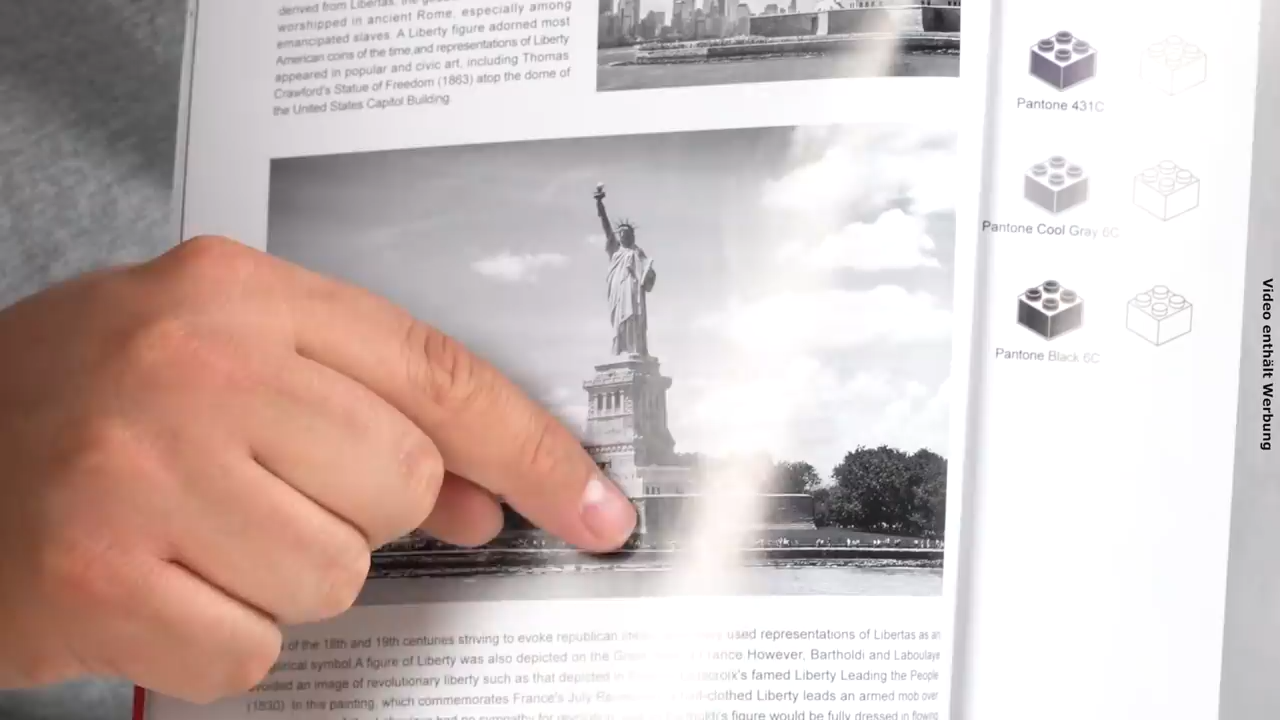 derived from Libertas, the
worshipped in ancient Rome, especially among
emancipated slaves. A Liberty figure adorned most
American coins of the time,and representations of Liberty
appeared in popular and civic art, including Thomas
Crawford's Statue of Freedom (1863) atop the dome of
the United States Capitol Building.
Pantone 431C
Pantone Cool Gray 6C
Pantone Black 6C
Video enthält Werbung
of the 18th and 19th centuries striving to evoke republican used representations of Libertas as an
symbol.A figure of Liberty was also depicted on the However, Bartholdi and Laboulaye
avoided an image of revolutionary liberty such as that depicted in famed Liberty Leading the People
(1830). In this painting, which commemorates France's July Liberty leads an armed mob over
had no sympathy for figure would be fully dressed in flowing